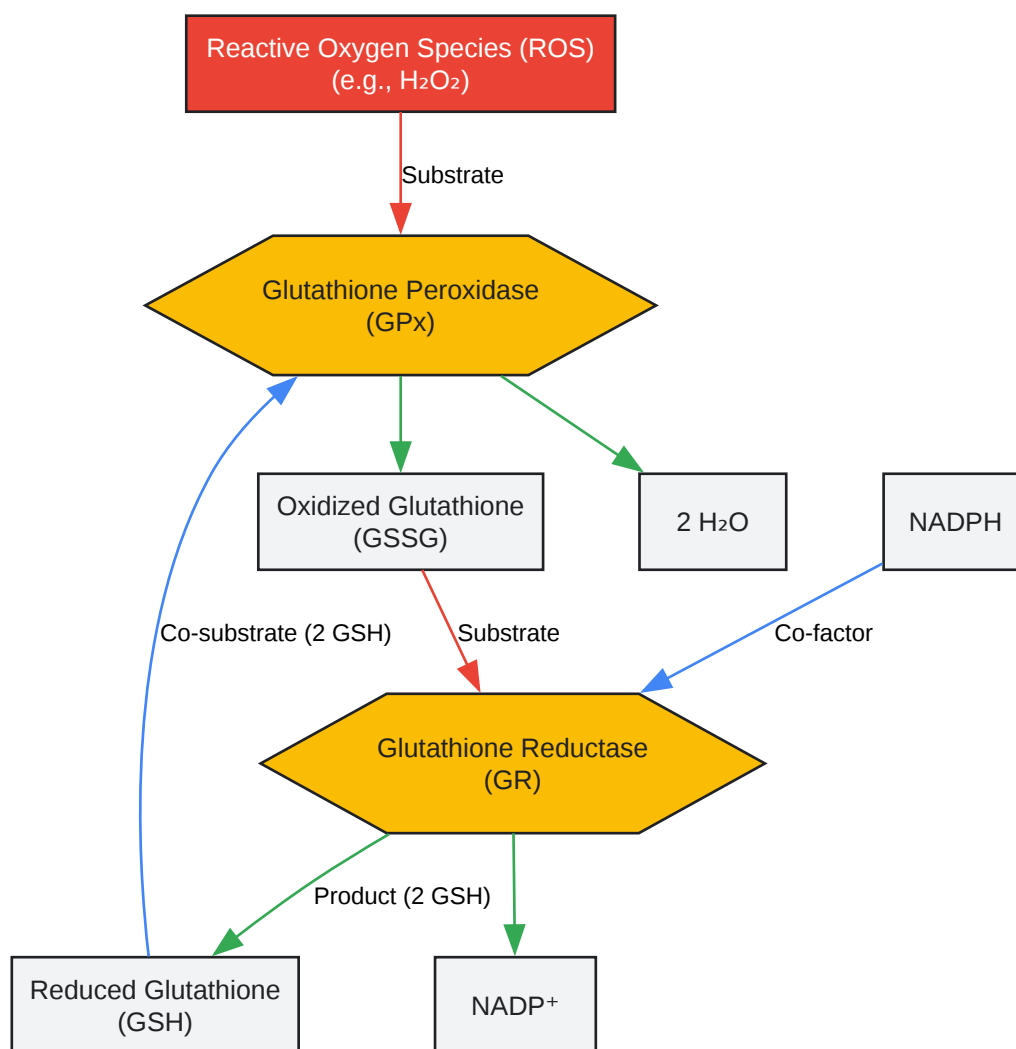 Reactive Oxygen Species (ROS)
(e.g., H₂O₂)
Substrate
Glutathione Peroxidase
(GPx)
Oxidized Glutathione
(GSSG)
2 H₂O
NADPH
Co-substrate (2 GSH)
Substrate
Co-factor
Glutathione Reductase
(GR)
Product (2 GSH)
Reduced Glutathione
(GSH)
NADP⁺